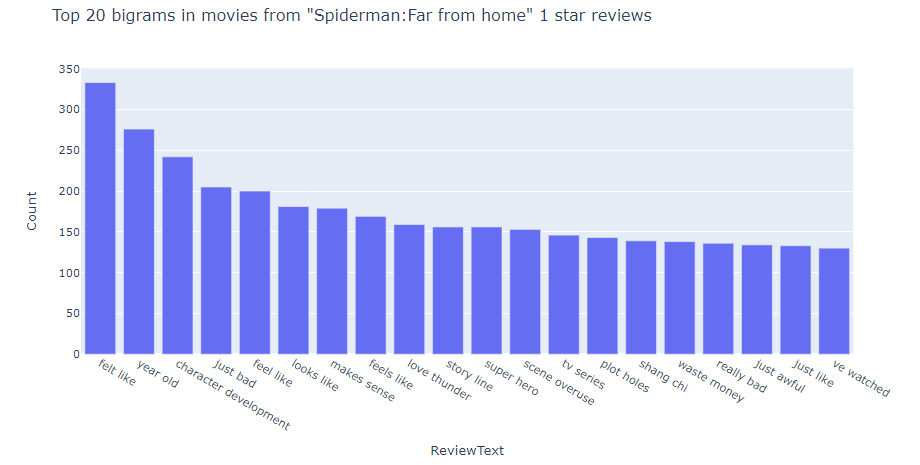 Top 20 bigrams in movies from "Spiderman:Far from home" 1 star reviews
350
300
250
200
150
100
50
0
Count
felt like
year old
character development
just bad
feel like
looks like
makes sense
feels like
love thunder
story line
super hero
scene overuse
tv series
plot holes
shang chi
waste money
really bad
just awful
just like
ve watched
ReviewText